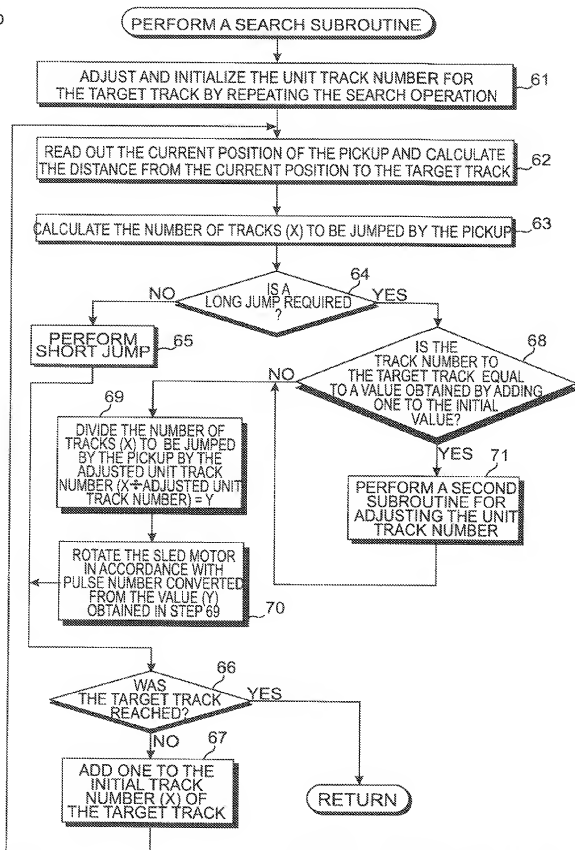 PERFORM A SEARCH SUBROUTINE
ADJUST AND INITIALIZE THE UNIT TRACK NUMBER FOR
THE TARGET TRACK BY REPEATING THE SEARCH OPERATION
61
READ OUT THE CURRENT POSITION OF THE PICKUP AND CALCULATE
THE DISTANCE FROM THE CURRENT POSITION TO THE TARGET TRACK
62
CALCULATE THE NUMBER OF TRACKS (X) TO BE JUMPED BY THE PICKUP
63
64
IS A
LONG JUMP REQUIRED
?
NO
YES
PERFORM
SHORT JUMP
65
68
IS THE
TRACK NUMBER TO
THE TARGET TRACK EQUAL
TO A VALUE OBTAINED BY ADDING
ONE TO THE INITIAL
VALUE?
NO
YES
69
DIVIDE THE NUMBER OF
TRACKS (X) TO BE JUMPED
BY THE PICKUP BY THE
ADJUSTED UNIT TRACK
NUMBER (X÷ADJUSTED UNIT
TRACK NUMBER) = Y
71
PERFORM A SECOND
SUBROUTINE FOR
ADJUSTING THE UNIT
TRACK NUMBER
ROTATE THE SLED MOTOR
IN ACCORDANCE WITH
PULSE NUMBER CONVERTED
FROM THE VALUE (Y)
OBTAINED IN STEP 69
70
66
WAS
THE TARGET TRACK
REACHED?
YES
NO
67
ADD ONE TO THE
INITIAL TRACK
NUMBER (X) OF
THE TARGET TRACK
RETURN